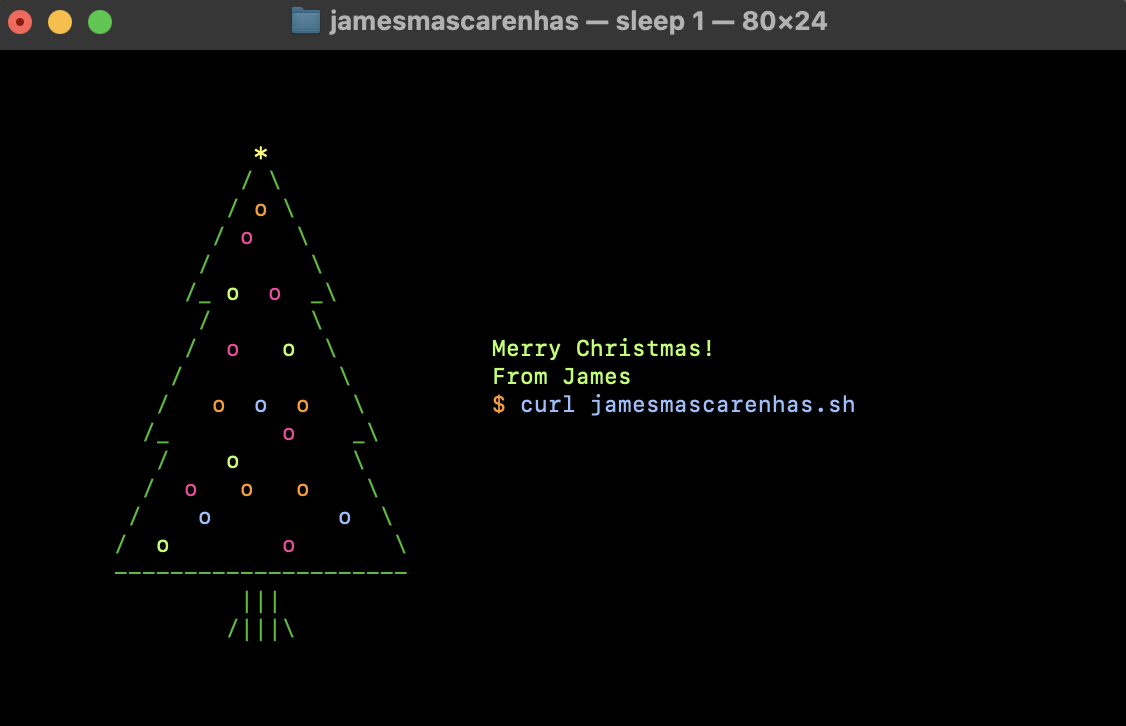 jamesmascarenhas — sleep 1 — 80×24
*
/ \
/ o \
/ o   \
/       \
/_ o  o  _\
/       \
/  o   o  \
/           \
/   o  o  o   \
/_        o    _\
/    o        \
/  o   o   o    \
/    o         o  \
/  o        o       \
_____________________
|||
/|||\
Merry Christmas!
From James
$ curl jamesmascarenhas.sh